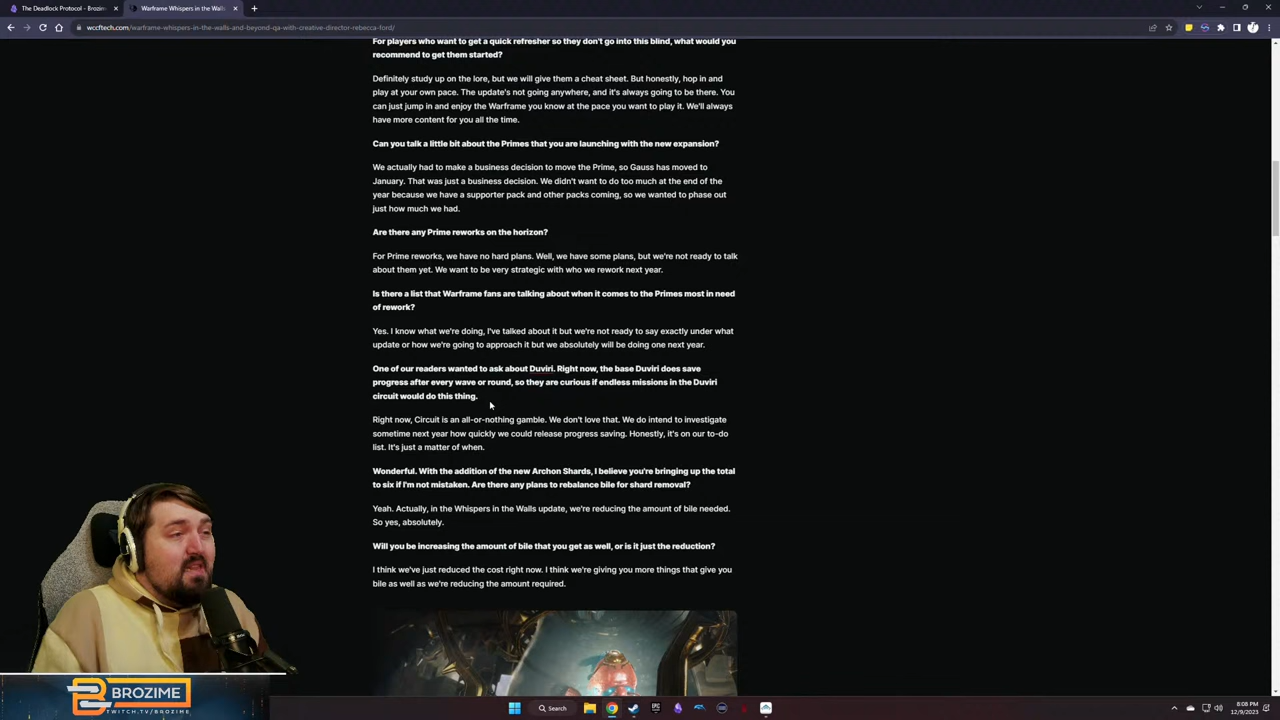 The Deadlock Protocol - Brozime
Warframe Whispers in the Walls
wccftech.com/warframe-whispers-in-the-walls-and-beyond-qa-with-creative-director-rebecca-ford/
For players who want to get a quick refresher so they don't go into this blind, what would you
recommend to get them started?
Definitely study up on the lore, but we will give them a cheat sheet. But honestly, hop in and
play at your own pace. The update's not going anywhere, and it's always going to be there. You
can just jump in and enjoy the Warframe you know at the pace you want to play it. We'll always
have more content for you all the time.
Can you talk a little bit about the Primes that you are launching with the new expansion?
We actually had to make a business decision to move the Prime, so Gauss has moved to
January. That was just a business decision. We didn't want to do too much at the end of the
year because we have a supporter pack and other packs coming, so we wanted to phase out
just how much we had.
Are there any Prime reworks on the horizon?
For Prime reworks, we have no hard plans. Well, we have some plans, but we're not ready to talk
about them yet. We want to be very strategic with who we rework next year.
Is there a list that Warframe fans are talking about when it comes to the Primes most in need
of rework?
Yes. I know what we're doing, I've talked about it but we're not ready to say exactly under what
update or how we're going to approach it but we absolutely will be doing one next year.
One of our readers wanted to ask about Duviri. Right now, the base Duviri does save
progress after every wave or round, so they are curious if endless missions in the Duviri
circuit would do this thing.
Right now, Circuit is an all-or-nothing gamble. We don't love that. We do intend to investigate
sometime next year how quickly we could release progress saving. Honestly, it's on our to-do
list. It's just a matter of when.
Wonderful. With the addition of the new Archon Shards, I believe you're bringing up the total
to six if I'm not mistaken. Are there any plans to rebalance bile for shard removal?
Yeah. Actually, in the Whispers in the Walls update, we're reducing the amount of bile needed.
So yes, absolutely.
Will you be increasing the amount of bile that you get as well, or is it just the reduction?
I think we've just reduced the cost right now. I think we're giving you more things that give you
bile as well as we're reducing the amount required.
BROZIME
TWITCH.TV/BROZIME
Search
8:08 PM
12/9/2023